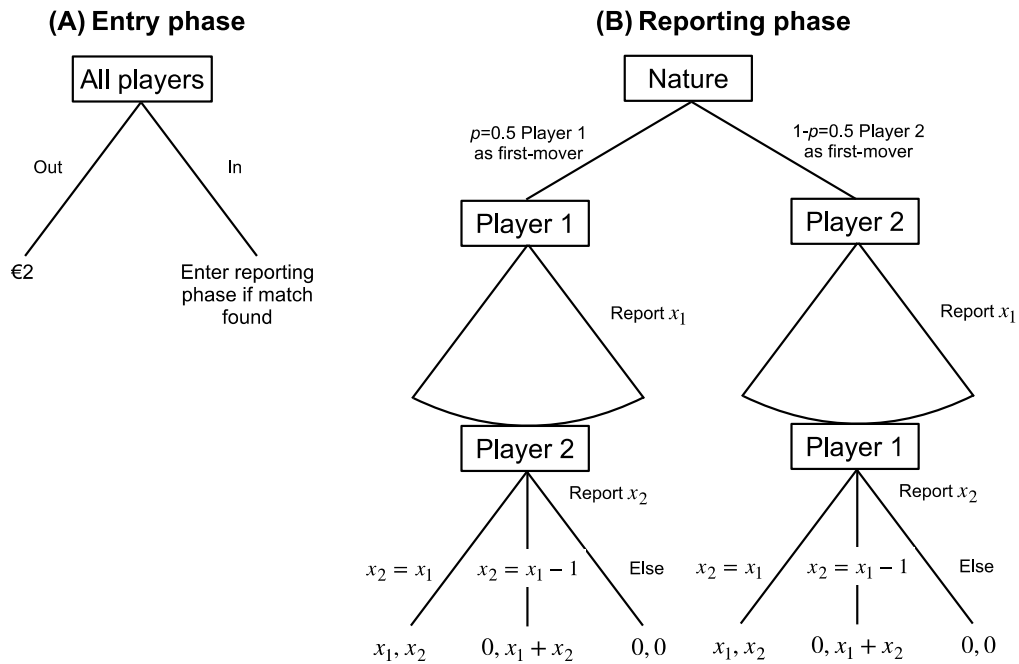 (A) Entry phase
All players
Out
In
€2
Enter reporting
phase if match
found
(B) Reporting phase
Nature
p=0.5 Player 1
as first-mover
1-p=0.5 Player 2
as first-mover
Player 1
Player 2
Report x₁
Report x₁
Player 2
Player 1
Report x₂
Report x₂
x₂ = x₁
x₂ = x₁ − 1
Else
x₂ = x₁
x₂ = x₁ − 1
Else
x₁, x₂
0, x₁ + x₂
0,0
x₁, x₂
0, x₁ + x₂
0,0